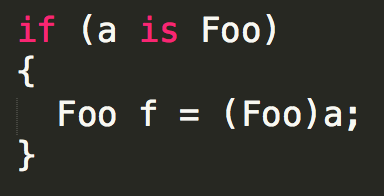 if (a is Foo)
{
  Foo f = (Foo)a;
}